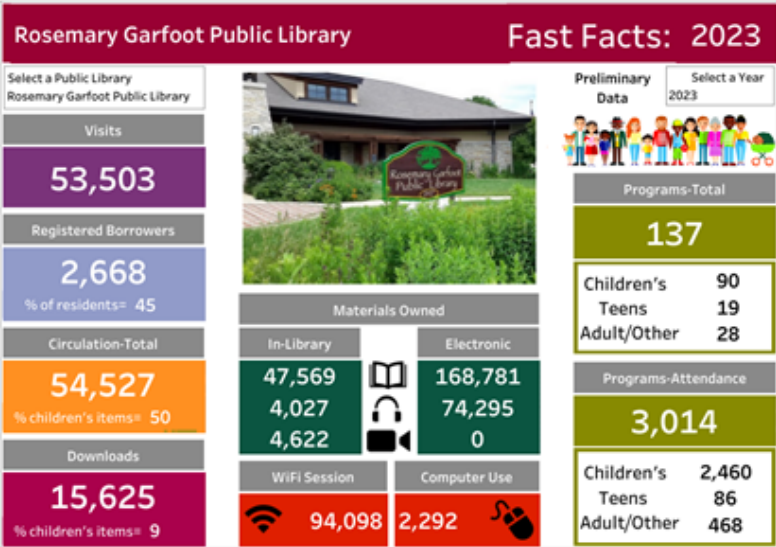 Rosemary Garfoot Public Library
Fast Facts: 2023
Select a Public Library
Rosemary Garfoot Public Library
Visits
53,503
Registered Borrowers
2,668
% of residents= 45
Circulation-Total
54,527
% children's items= 50
Downloads
15,625
% children's items= 9
Rosemary Garfoot
Public Library
Materials Owned
In-Library
Electronic
47,569 168,781
4,027 74,295
4,622 0
WiFi Session
94,098
Computer Use
2,292
Preliminary
Data
Select a Year
2023
Programs-Total
137
Children's 90
Teens 19
Adult/Other 28
Programs-Attendance
3,014
Children's 2,460
Teens 86
Adult/Other 468